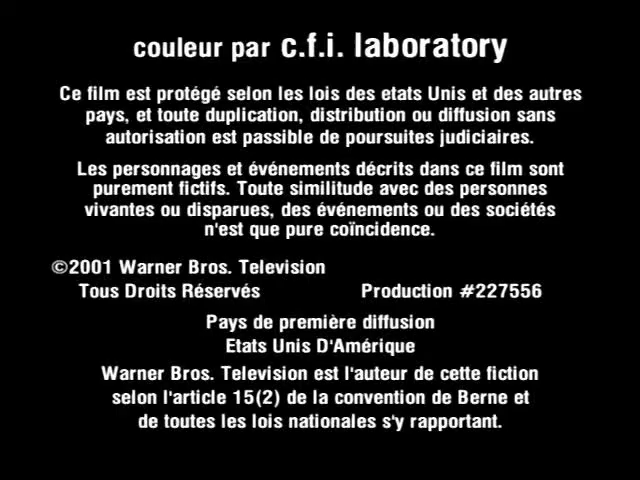 couleur par c.f.i. laboratory
Ce film est protégé selon les lois des etats Unis et des autres
pays, et toute duplication, distribution ou diffusion sans
autorisation est passible de poursuites judiciaires.
Les personnages et événements décrits dans ce film sont
purement fictifs. Toute similitude avec des personnes
vivantes ou disparues, des événements ou des sociétés
n'est que pure coïncidence.
©2001 Warner Bros. Television
Tous Droits Réservés Production #227556
Pays de première diffusion
Etats Unis D'Amérique
Warner Bros. Television est l'auteur de cette fiction
selon l'article 15(2) de la convention de Berne et
de toutes les lois nationales s'y rapportant.